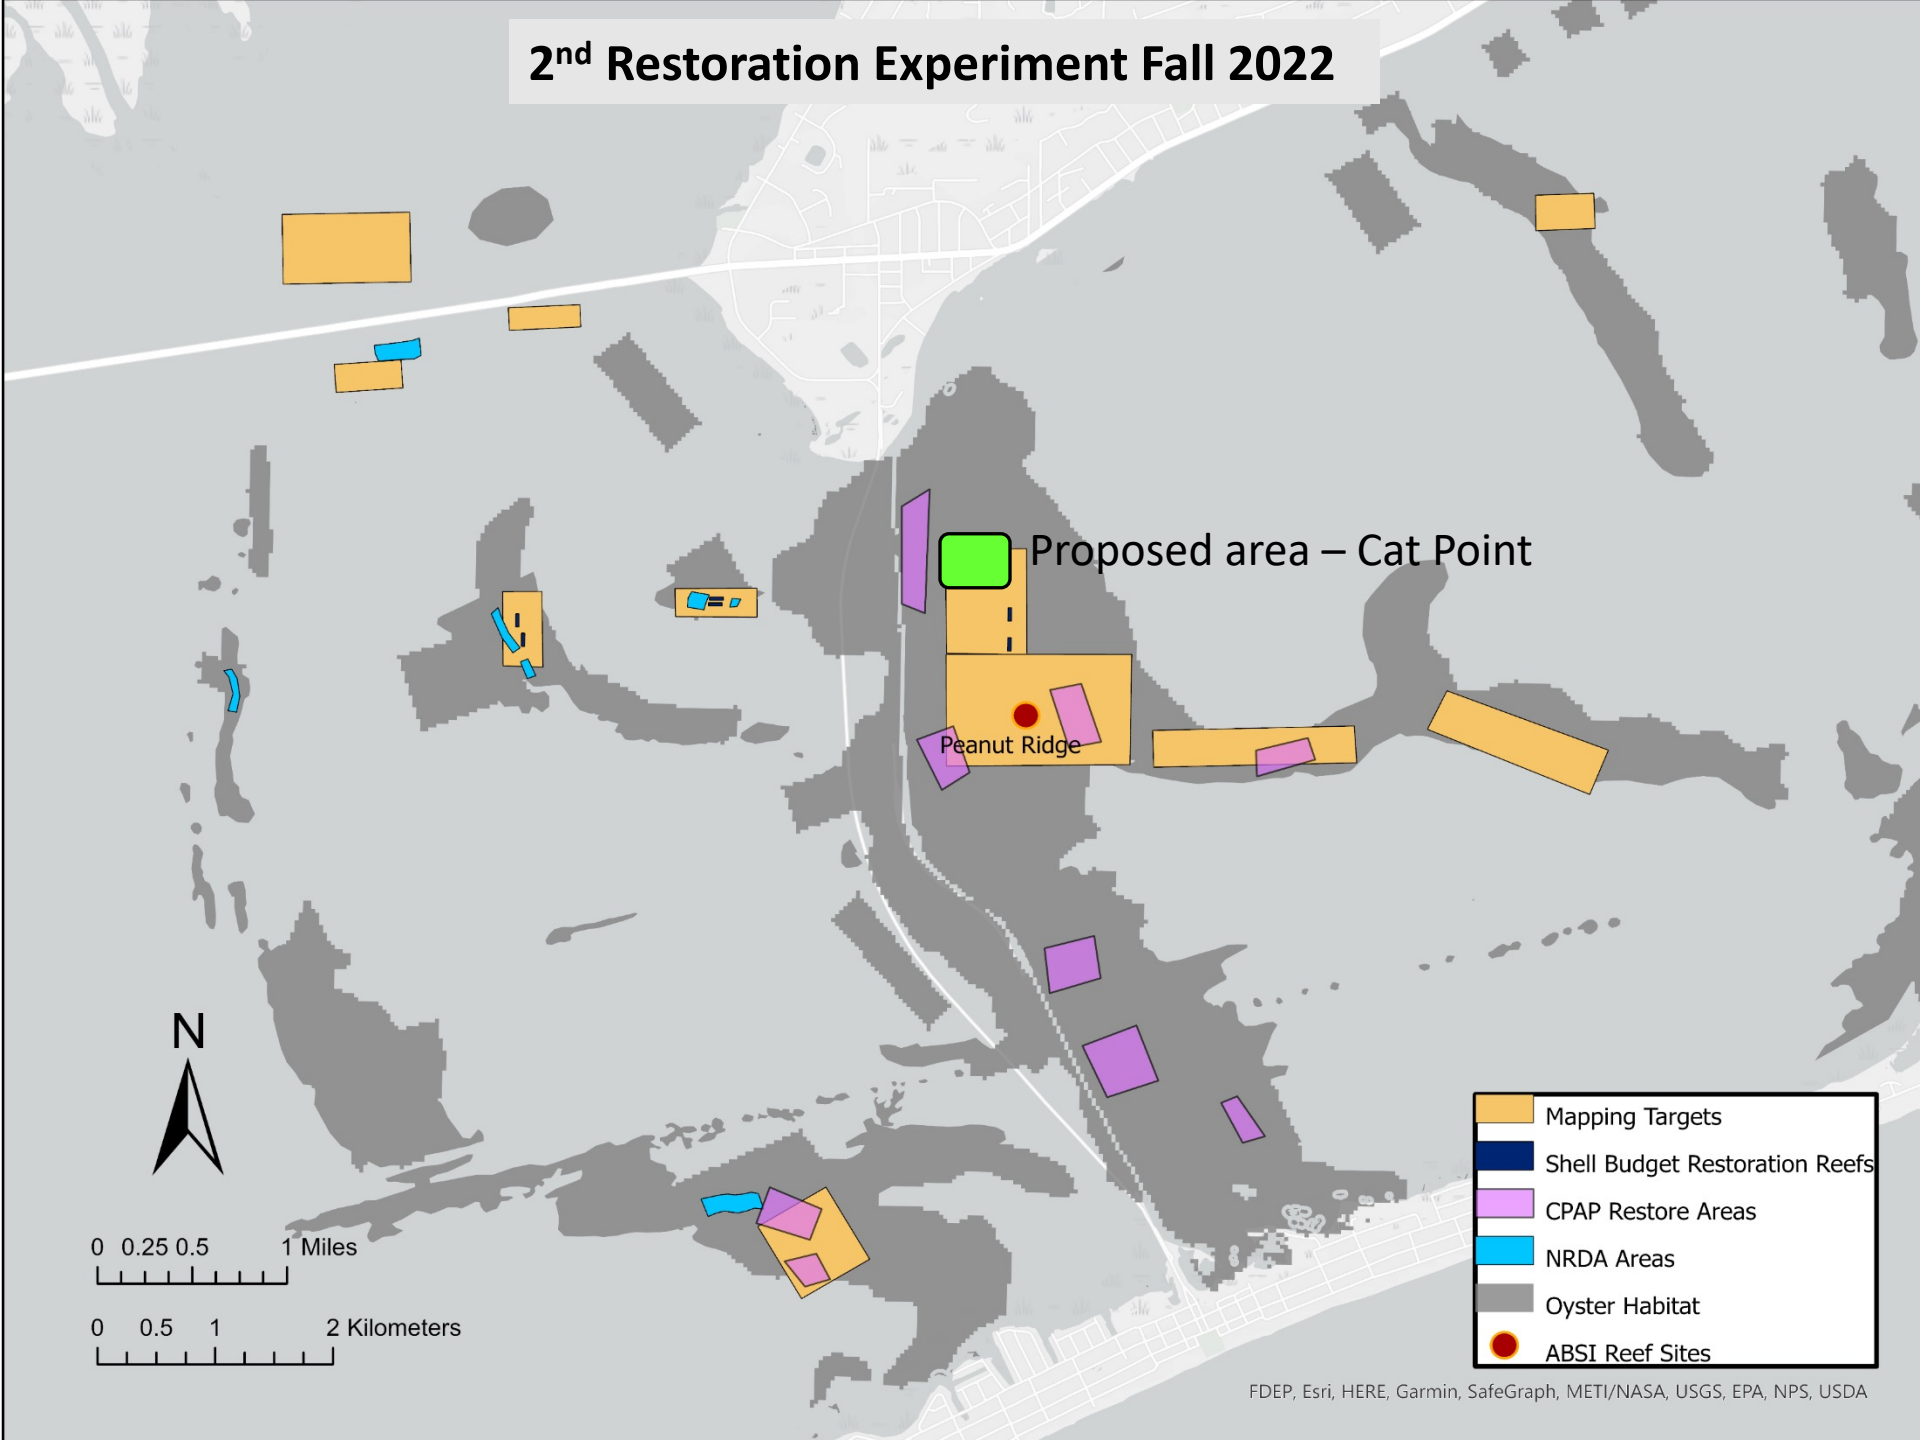 2nd Restoration Experiment Fall 2022
Proposed area – Cat Point
Peanut Ridge
N
0 0.25 0.5 1 Miles
0 0.5 1 2 Kilometers
Mapping Targets
Shell Budget Restoration Reefs
CPAP Restore Areas
NRDA Areas
Oyster Habitat
ABSI Reef Sites
FDEP, Esri, HERE, Garmin, SafeGraph, METI/NASA, USGS, EPA, NPS, USDA